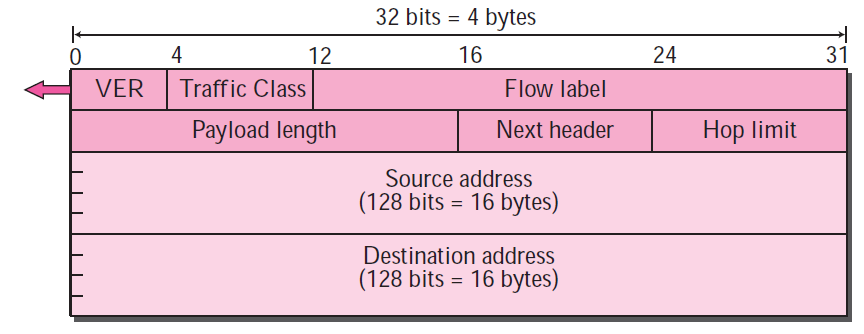 32 bits = 4 bytes
0 4 12 16 24 31
VER Traffic Class Flow label
Payload length Next header Hop limit
Source address
(128 bits = 16 bytes)
Destination address
(128 bits = 16 bytes)